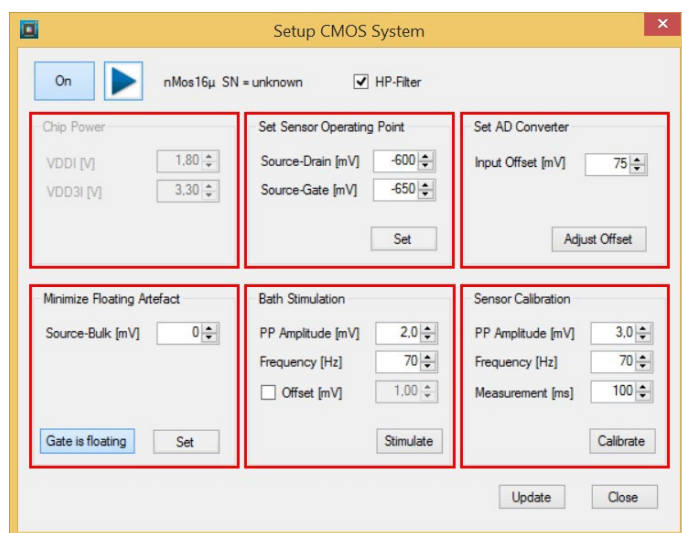 Setup CMOS System
On
nMos16µ SN = unknown
HP-Filter
Chip Power
VDDI [V] 1,80
VDD3I [V] 3,30
Set Sensor Operating Point
Source-Drain [mV] -600
Source-Gate [mV] -650
Set
Set AD Converter
Input Offset [mV] 75
Adjust Offset
Minimize Floating Artefact
Source-Bulk [mV] 0
Gate is floating
Set
Bath Stimulation
PP Amplitude [mV] 2,0
Frequency [Hz] 70
Offset [mV] 1,00
Stimulate
Sensor Calibration
PP Amplitude [mV] 3,0
Frequency [Hz] 70
Measurement [ms] 100
Calibrate
Update
Close